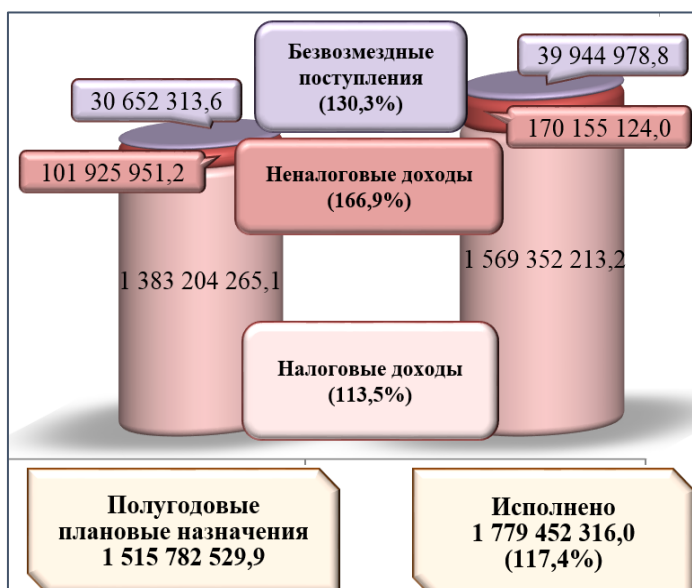 Безвозмездные
поступления
(130,3%)
39 944 978,8
30 652 313,6
170 155 124,0
101 925 951,2
Неналоговые доходы
(166,9%)
1 383 204 265,1
1 569 352 213,2
Налоговые доходы
(113,5%)
Полугодовые
плановые назначения
1 515 782 529,9
Исполнено
1 779 452 316,0
(117,4%)